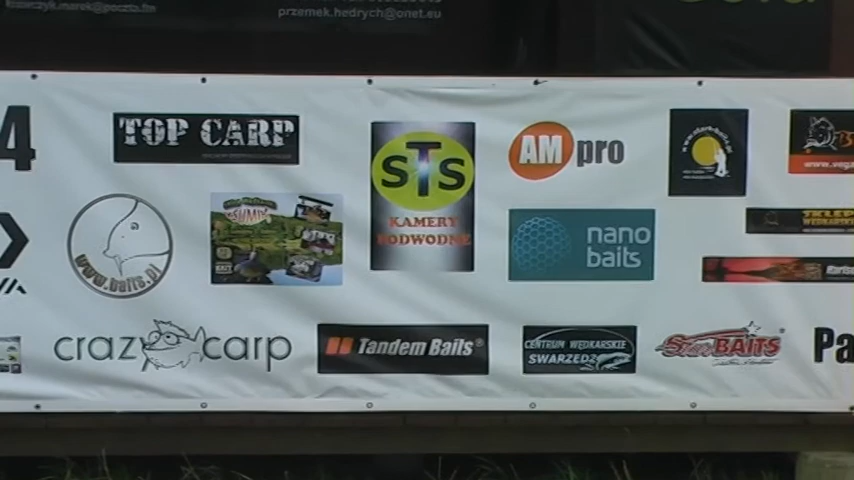 przemek.hedrych@onet.eu
4
TOP CARP
STS
KAMERY
PODWODNE
AM pro
www.baits.pl
nano
baits
SKLEP
crazy carp
Tandem Baits®
CENTRUM WĘDKARSKIE
SWARZĘDZ
StarBAITS
Pa